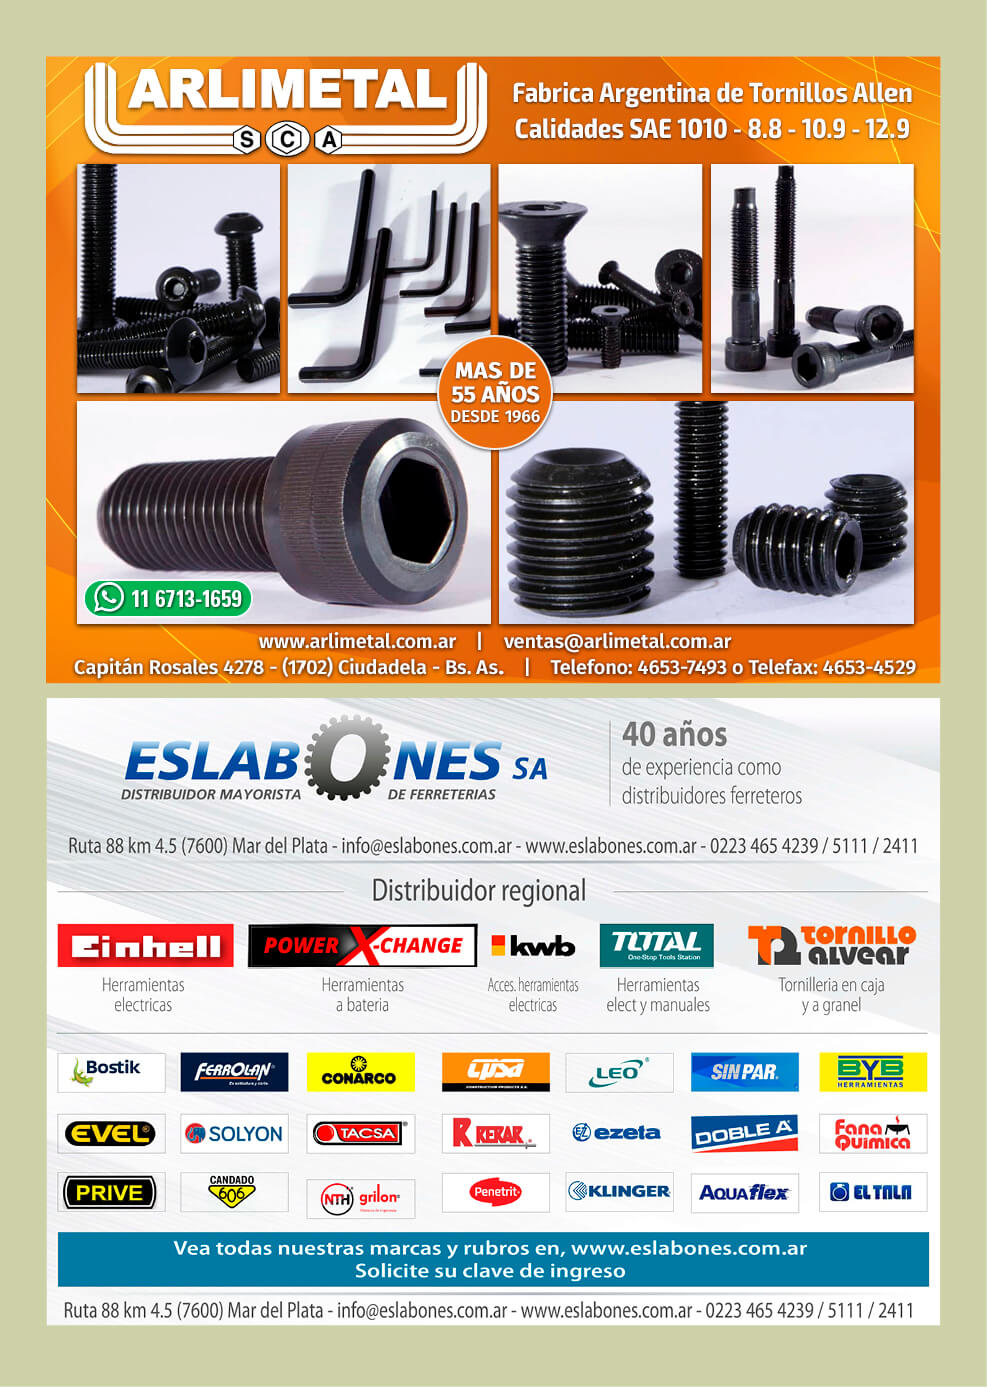 ARLIMETAL
S C A
Fabrica Argentina de Tornillos Allen
Calidades SAE 1010 - 8.8 - 10.9 - 12.9
MAS DE
55 AÑOS
DESDE 1966
11 6713-1659
www.arlimetal.com.ar | ventas@arlimetal.com.ar
Capitán Rosales 4278 - (1702) Ciudadela - Bs. As. | Telefono: 4653-7493 o Telefax: 4653-4529
ESLABONES SA
DISTRIBUIDOR MAYORISTA DE FERRETERIAS
40 años
de experiencia como
distribuidores ferreteros
Ruta 88 km 4.5 (7600) Mar del Plata - info@eslabones.com.ar - www.eslabones.com.ar - 0223 465 4239 / 5111 / 2411
Distribuidor regional
Einhell
POWER X-CHANGE
kwb
TOTAL
One-Stop Tools Station
TORNILLO
alvear
Herramientas
electricas
Herramientas
a bateria
Acces. herramientas
electricas
Herramientas
elect y manuales
Tornilleria en caja
y a granel
Bostik
FERROLAN®
CONARCO
CPSA
CONSTRUCTION PRODUCTS S.A.
LEO®
SINPAR.
BYB
HERRAMIENTAS
EVEL®
SOLYON
TACSA®
REKAR
EZ ezeta
DOBLE A
Fana
Quimica
PRIVE
CANDADO
606
NTH grilon®
Penetrit
KLINGER
AQUAflex
EL TALA
Vea todas nuestras marcas y rubros en, www.eslabones.com.ar
Solicite su clave de ingreso
Ruta 88 km 4.5 (7600) Mar del Plata - info@eslabones.com.ar - www.eslabones.com.ar - 0223 465 4239 / 5111 / 2411